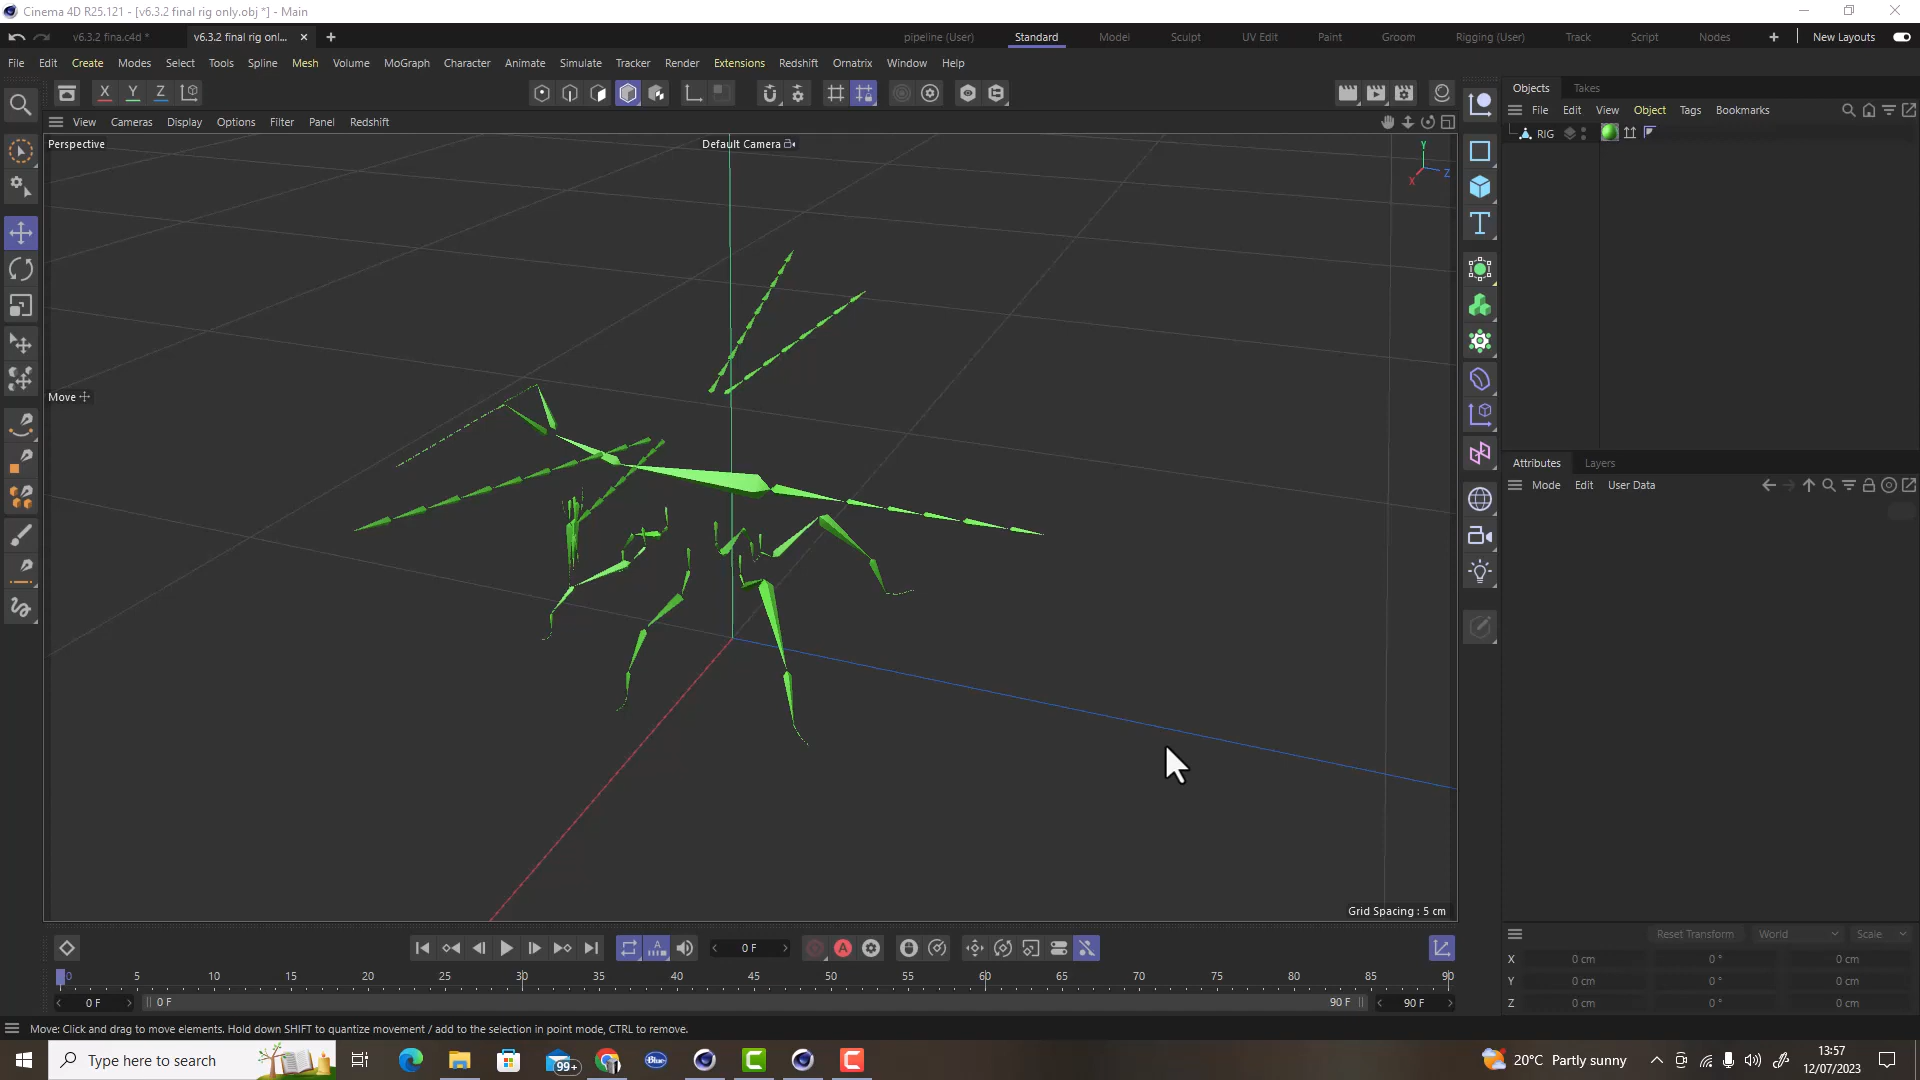 Cinema 4D R25.121 - [v6.3.2 final rig only.obj *] - Main
v6.3.2 fina.c4d *
v6.3.2 final rig onl...
pipeline (User)
Standard
Model
Sculpt
UV Edit
Paint
Groom
Rigging (User)
Track
Script
Nodes
New Layouts
File Edit Create Modes Select Tools Spline Mesh Volume MoGraph Character Animate Simulate Tracker Render Extensions Redshift Ornatrix Window Help
X Y Z
Objects Takes
View Cameras Display Options Filter Panel Redshift
File Edit View Object Tags Bookmarks
RIG
Perspective
Default Camera
Y
X
Z
Move
Attributes Layers
Mode Edit User Data
Grid Spacing : 5 cm
Reset Transform World Scale
0 F
A
X 0 cm 0 ° 0 cm
0 5 10 15 20 25 30 35 40 45 50 55 60 65 70 75 80 85 90
Y 0 cm 0 ° 0 cm
0 F 0 F 90 F 90 F
Z 0 cm 0 ° 0 cm
Move: Click and drag to move elements. Hold down SHIFT to quantize movement / add to the selection in point mode, CTRL to remove.
Type here to search
99+
Blue
20°C Partly sunny
13:57
12/07/2023